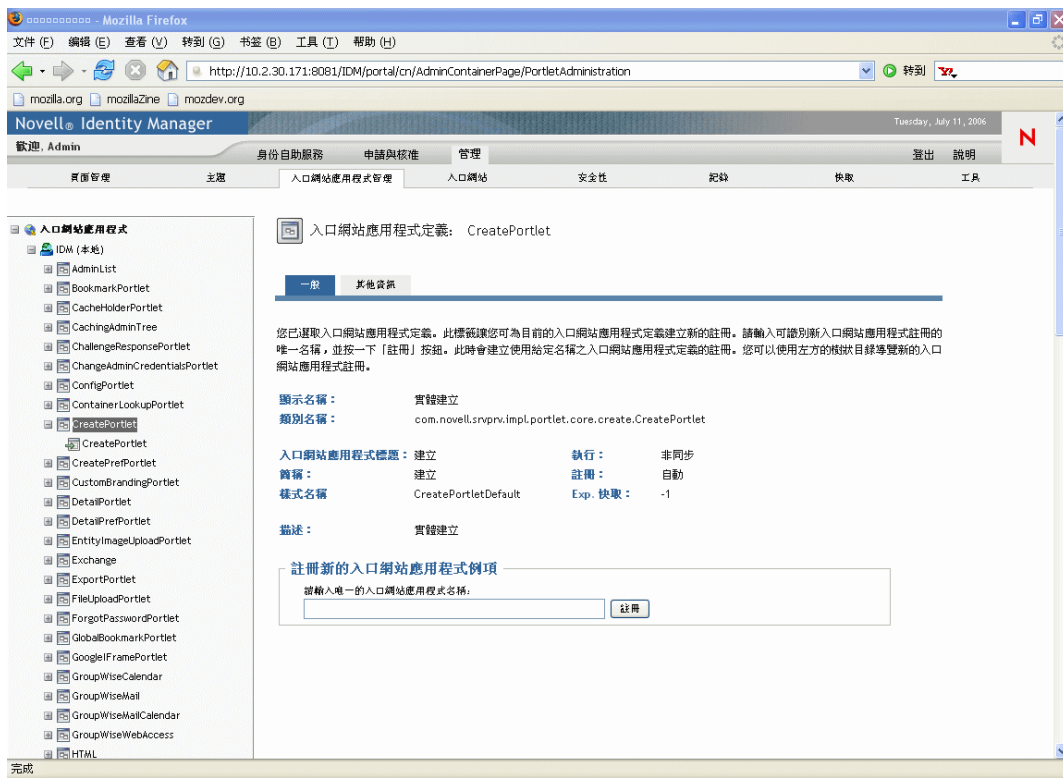 - Mozilla Firefox
文件 (F) 编辑 (E) 查看 (V) 转到 (G) 书签 (B) 工具 (T) 帮助 (H)
http://10.2.30.171:8081/IDM/portal/cn/AdminContainerPage/PortletAdministration 转到
mozilla.org mozillaZine mozdev.org
Novell® Identity Manager Tuesday, July 11, 2006
N
歡迎, Admin 身份自助服務 申請與核准 管理 登出 說明
頁面管理 主題 入口網站應用程式管理 入口網站 安全性 記錄 快取 工具
入口網站應用程式
IDM (本地)
AdminList
BookmarkPortlet
CacheHolderPortlet
CachingAdminTree
ChallengeResponsePortlet
ChangeAdminCredentialsPortlet
ConfigPortlet
ContainerLookupPortlet
CreatePortlet
CreatePortlet
CreatePrefPortlet
CustomBrandingPortlet
DetailPortlet
DetailPrefPortlet
EntityImageUploadPortlet
Exchange
ExportPortlet
FileUploadPortlet
ForgotPasswordPortlet
GlobalBookmarkPortlet
GoogleIFramePortlet
GroupWiseCalendar
GroupWiseMail
GroupWiseMailCalendar
GroupWiseWebAccess
HTML
入口網站應用程式定義: CreatePortlet
一般 其他資訊
您已選取入口網站應用程式定義。此標籤讓您可為目前的入口網站應用程式定義建立新的註冊。請輸入可識別新入口網站應用程式註冊的
唯一名稱，並按一下「註冊」按鈕。此時會建立使用給定名稱之入口網站應用程式定義的註冊。您可以使用左方的樹狀目錄導覽新的入口
網站應用程式註冊。
顯示名稱： 實體建立
類別名稱： com.novell.srvprv.impl.portlet.core.create.CreatePortlet
入口網站應用程式標題： 建立 執行： 非同步
簡稱： 建立 註冊： 自動
樣式名稱 CreatePortletDefault Exp. 快取： -1
描述： 實體建立
註冊新的入口網站應用程式例項
請輸入唯一的入口網站應用程式名稱:
註冊
完成